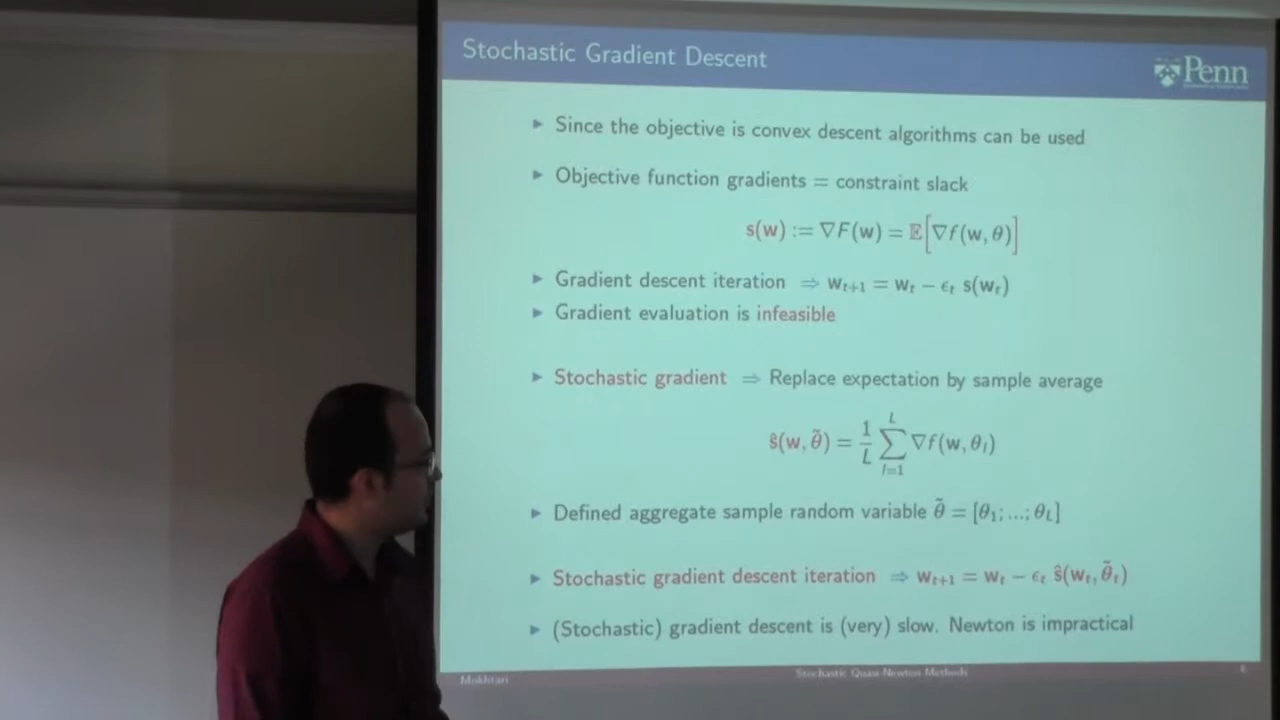 Stochastic Gradient Descent
Penn
▶ Since the objective is convex descent algorithms can be used
▶ Objective function gradients = constraint slack
s(w) := ∇F(w) = 𝔼[∇f(w, θ)]
▶ Gradient descent iteration ⇒ w_{t+1} = w_t − ϵ_t s(w_t)
▶ Gradient evaluation is infeasible
▶ Stochastic gradient ⇒ Replace expectation by sample average
ŝ(w, θ̃) = 1/L ∑_{l=1}^{L} ∇f(w, θ_l)
▶ Defined aggregate sample random variable θ̃ = [θ_1; ...; θ_L]
▶ Stochastic gradient descent iteration ⇒ w_{t+1} = w_t − ϵ_t ŝ(w_t, θ̃_t)
▶ (Stochastic) gradient descent is (very) slow. Newton is impractical
Mokhtari
Stochastic Quasi-Newton Methods